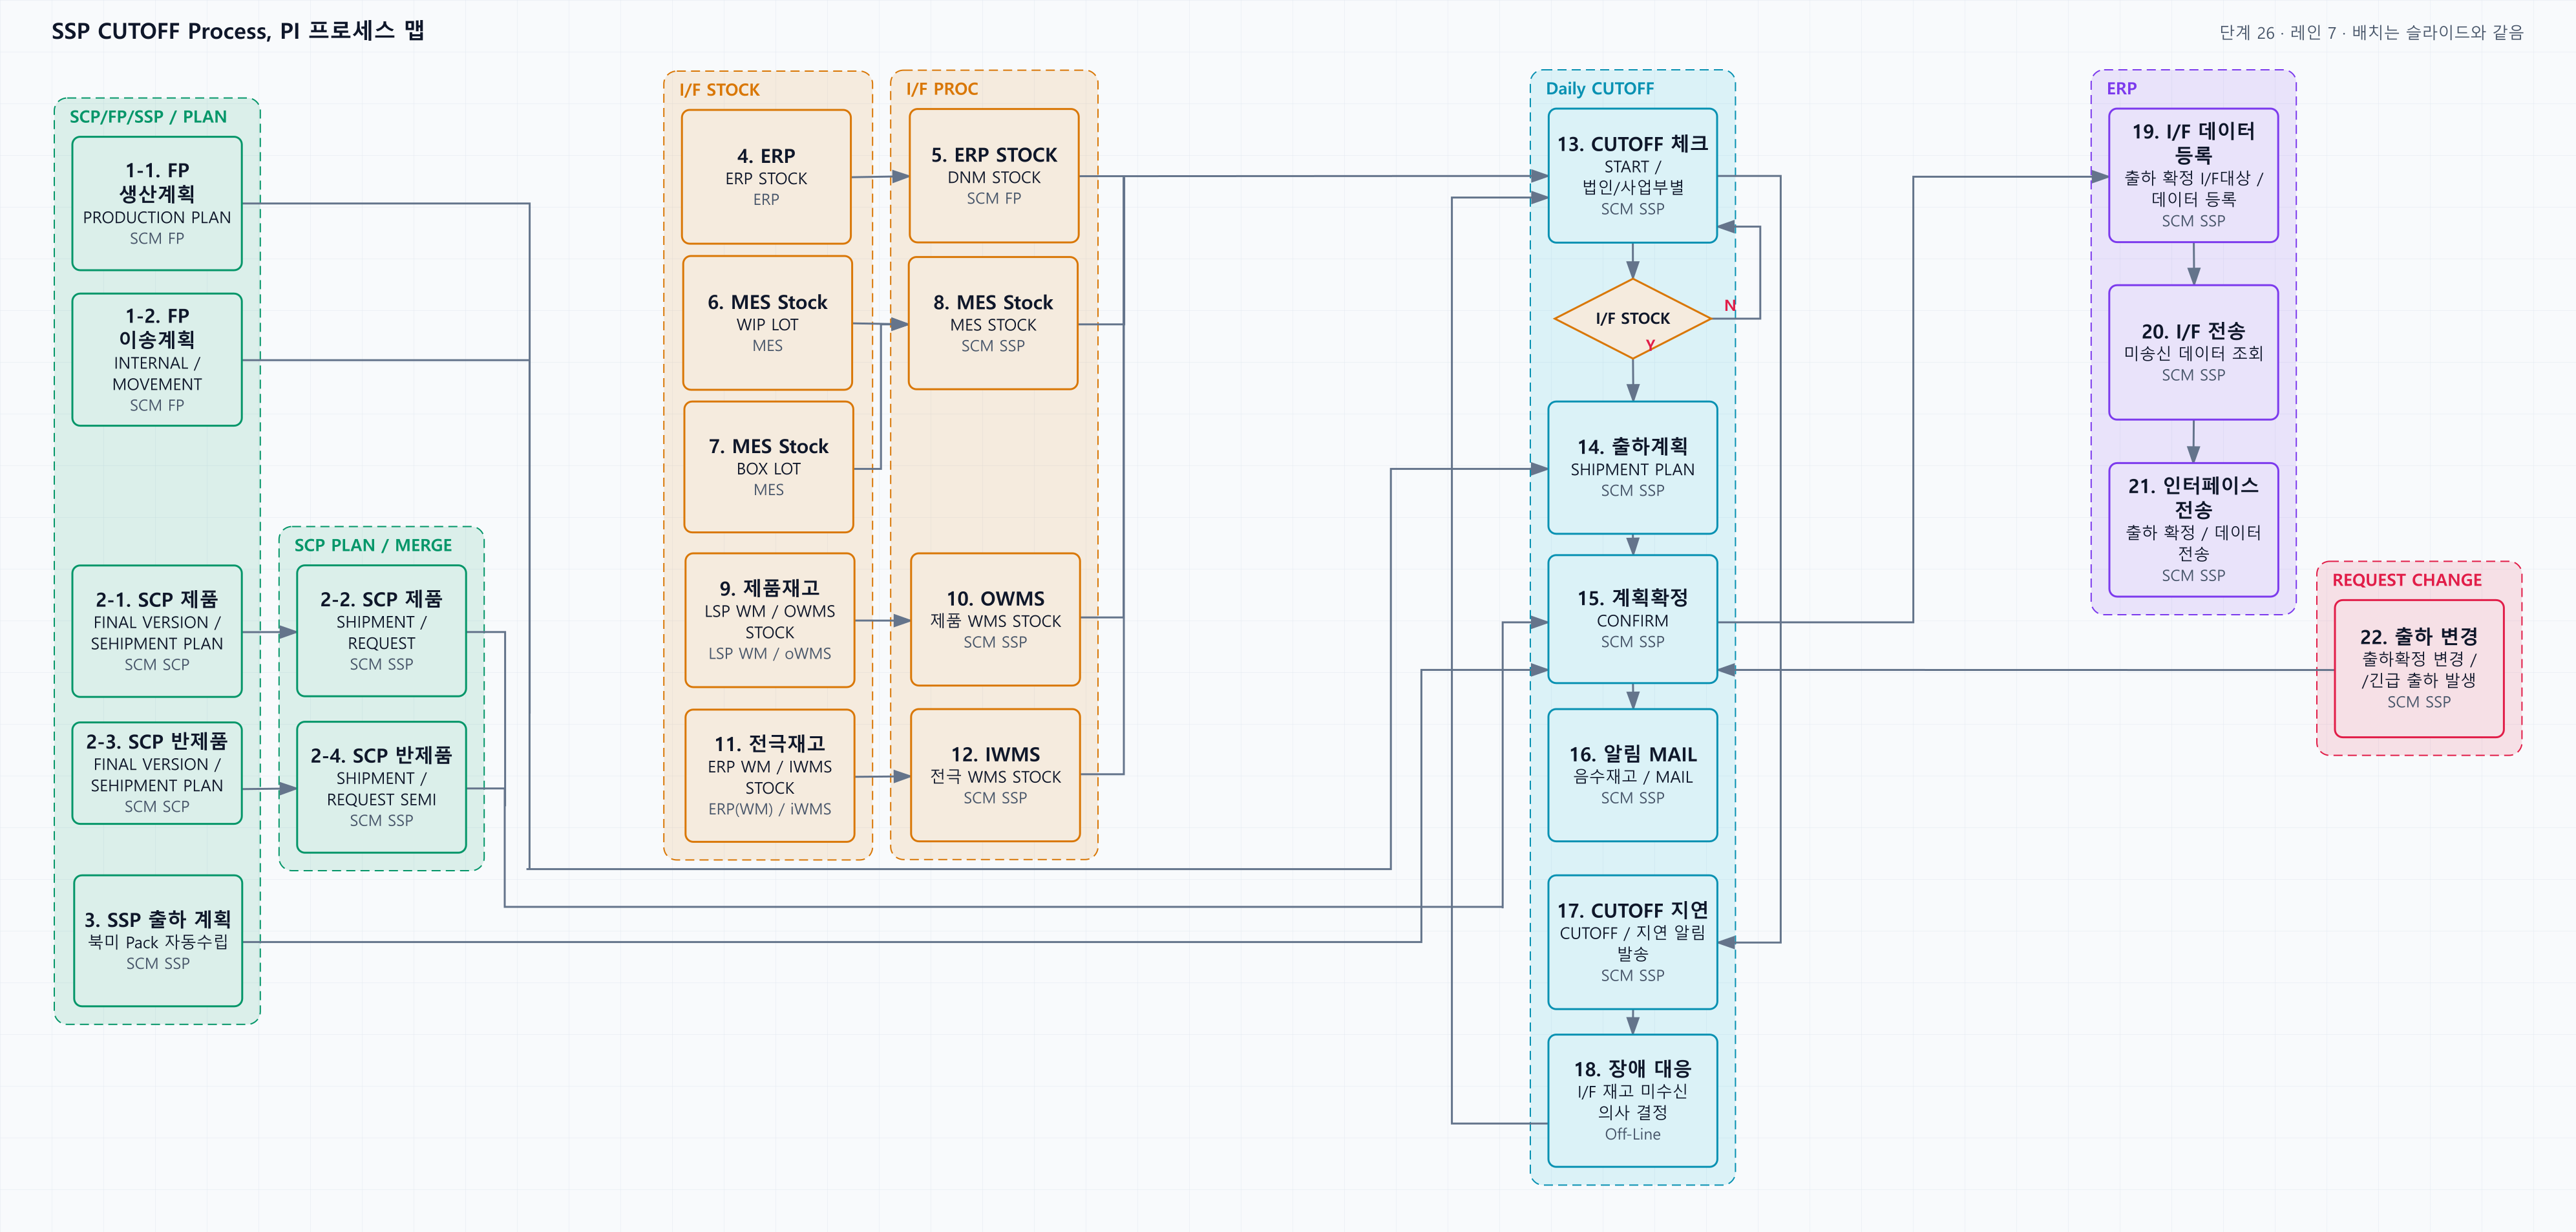 SSP CUTOFF Process, PI 프로세스 맵
단계 26 · 레인 7 · 배치는 슬라이드와 같음
SCP/FP/SSP / PLAN
1-1. FP
생산계획
PRODUCTION PLAN
SCM FP
1-2. FP
이송계획
INTERNAL /
MOVEMENT
SCM FP
2-1. SCP 제품
FINAL VERSION /
SEHIPMENT PLAN
SCM SCP
2-3. SCP 반제품
FINAL VERSION /
SEHIPMENT PLAN
SCM SCP
3. SSP 출하 계획
북미 Pack 자동수립
SCM SSP
SCP PLAN / MERGE
2-2. SCP 제품
SHIPMENT /
REQUEST
SCM SSP
2-4. SCP 반제품
SHIPMENT /
REQUEST SEMI
SCM SSP
I/F STOCK
4. ERP
ERP STOCK
ERP
6. MES Stock
WIP LOT
MES
7. MES Stock
BOX LOT
MES
9. 제품재고
LSP WM / OWMS
STOCK
LSP WM / oWMS
11. 전극재고
ERP WM / IWMS
STOCK
ERP(WM) / iWMS
I/F PROC
5. ERP STOCK
DNM STOCK
SCM FP
8. MES Stock
MES STOCK
SCM SSP
10. OWMS
제품 WMS STOCK
SCM SSP
12. IWMS
전극 WMS STOCK
SCM SSP
Daily CUTOFF
13. CUTOFF 체크
START /
법인/사업부별
SCM SSP
N
I/F STOCK
Y
14. 출하계획
SHIPMENT PLAN
SCM SSP
15. 계획확정
CONFIRM
SCM SSP
16. 알림 MAIL
음수재고 / MAIL
SCM SSP
17. CUTOFF 지연
CUTOFF / 지연 알림
발송
SCM SSP
18. 장애 대응
I/F 재고 미수신
의사 결정
Off-Line
ERP
19. I/F 데이터
등록
출하 확정 I/F대상 /
데이터 등록
SCM SSP
20. I/F 전송
미송신 데이터 조회
SCM SSP
21. 인터페이스
전송
출하 확정 / 데이터
전송
SCM SSP
REQUEST CHANGE
22. 출하 변경
출하확정 변경 /
/긴급 출하 발생
SCM SSP